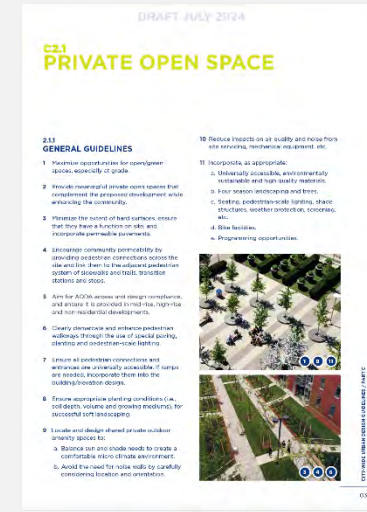 DRAFT JULY 2024
C2.1
PRIVATE OPEN SPACE
2.1.1
GENERAL GUIDELINES
1 Maximize opportunities for open/green
spaces, especially at grade.
2 Provide meaningful private open spaces that
complement the proposed development while
enhancing the community.
3 Minimize the extent of hard surfaces, ensure
that they have a function on site, and
incorporate permeable pavements.
4 Encourage community permeability by
providing pedestrian connections across the
site and link them to the adjacent pedestrian
system of sidewalks and trails, transition
stations and stops.
5 Aim for AODA access and design compliance,
and ensure it is provided in mid-rise, high-rise
and non-residential developments.
6 Clearly demarcate and enhance pedestrian
walkways through the use of special paving,
planting and pedestrian-scale lighting.
7 Ensure all pedestrian connections and
entrances are universally accessible. If ramps
are needed, incorporate them into the
building/elevation design.
8 Ensure appropriate planting conditions (i.e.,
soil depth, volume and growing mediums), for
successful soft landscaping.
9 Locate and design shared private outdoor
amenity spaces to:
a. Balance sun and shade needs to create a
comfortable micro climate environment.
b. Avoid the need for noise walls by carefully
considering location and orientation.
10 Reduce impacts on air quality and noise from
site servicing, mechanical equipment, etc.
11 Incorporate, as appropriate:
a. Universally accessible, environmentally
sustainable and high quality materials.
b. Four season landscaping and trees.
c. Seating, pedestrian-scale lighting, shade
structures, weather protection, screening,
etc.
d. Bike facilities.
e. Programming opportunities.
1 8 11
3 4 6
CITY-WIDE URBAN DESIGN GUIDELINES / PART C
03